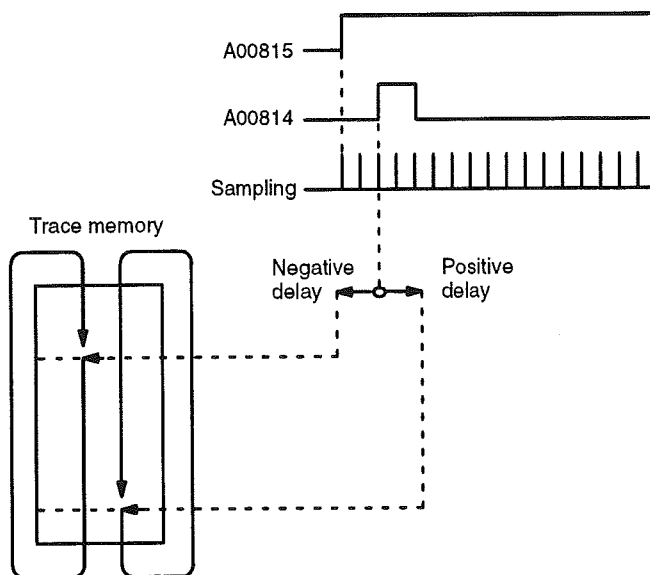 A00815
A00814
Sampling
Trace memory
Negative
delay
Positive
delay